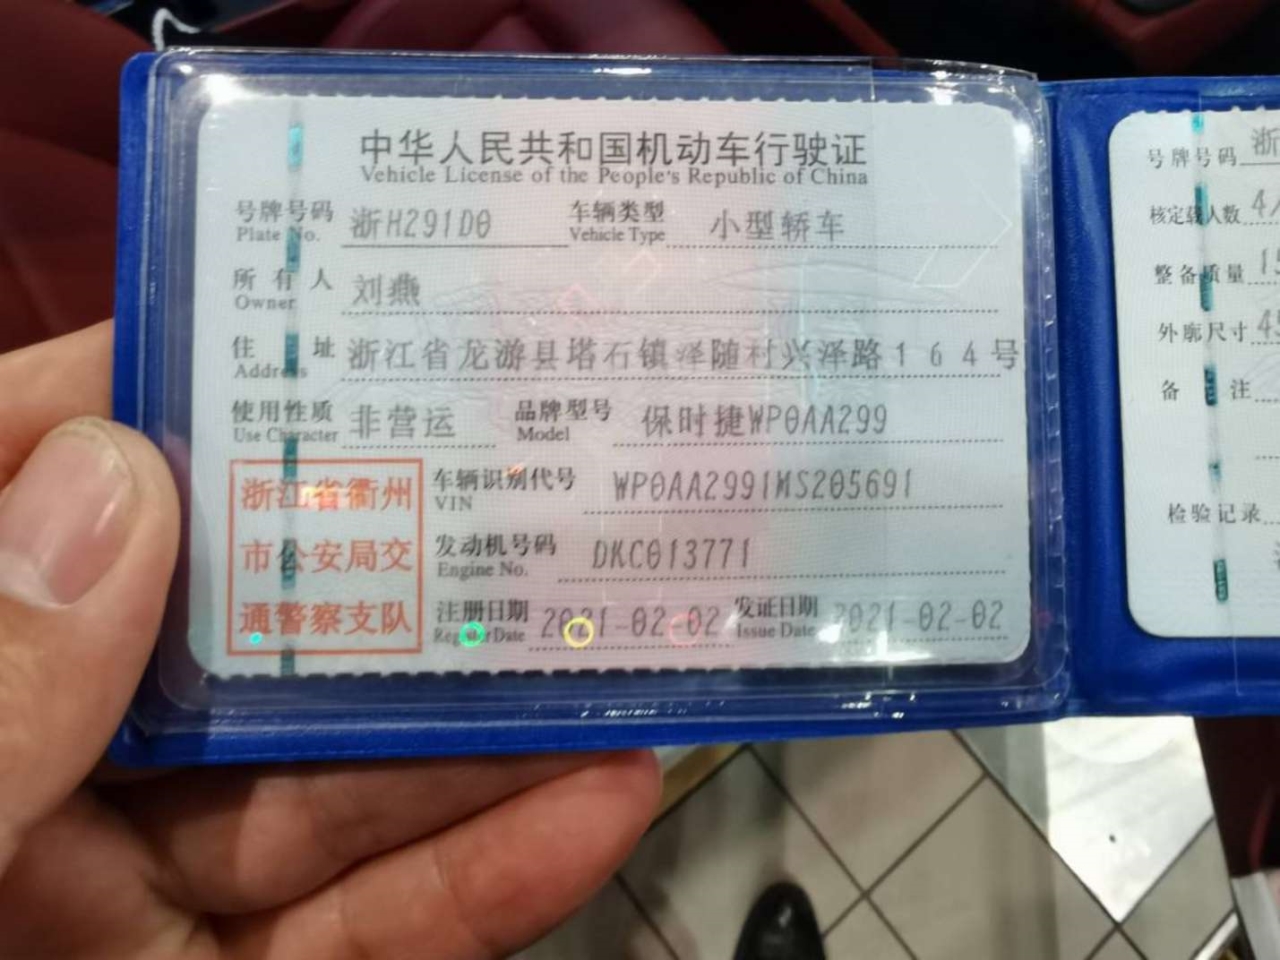 中华人民共和国机动车行驶证
Vehicle License of the People's Republic of China
号牌号码 浙H291D0 车辆类型 小型轿车
Plate No. Vehicle Type
所有人 刘燕
Owner
住址 浙江省龙游县塔石镇泽随村兴泽路164号
Address
使用性质 非营运 品牌型号 保时捷WP0AA299
Use Character Model
浙江省衢州
市公安局交
通警察支队
车辆识别代号 WP0AA2991MS205691
VIN
发动机号码 DKC013771
Engine No.
注册日期 2021-02-02 发证日期 2021-02-02
Register Date Issue Date
号牌号码 浙
核定载人数 4
整备质量
外廓尺寸
备注
检验记录